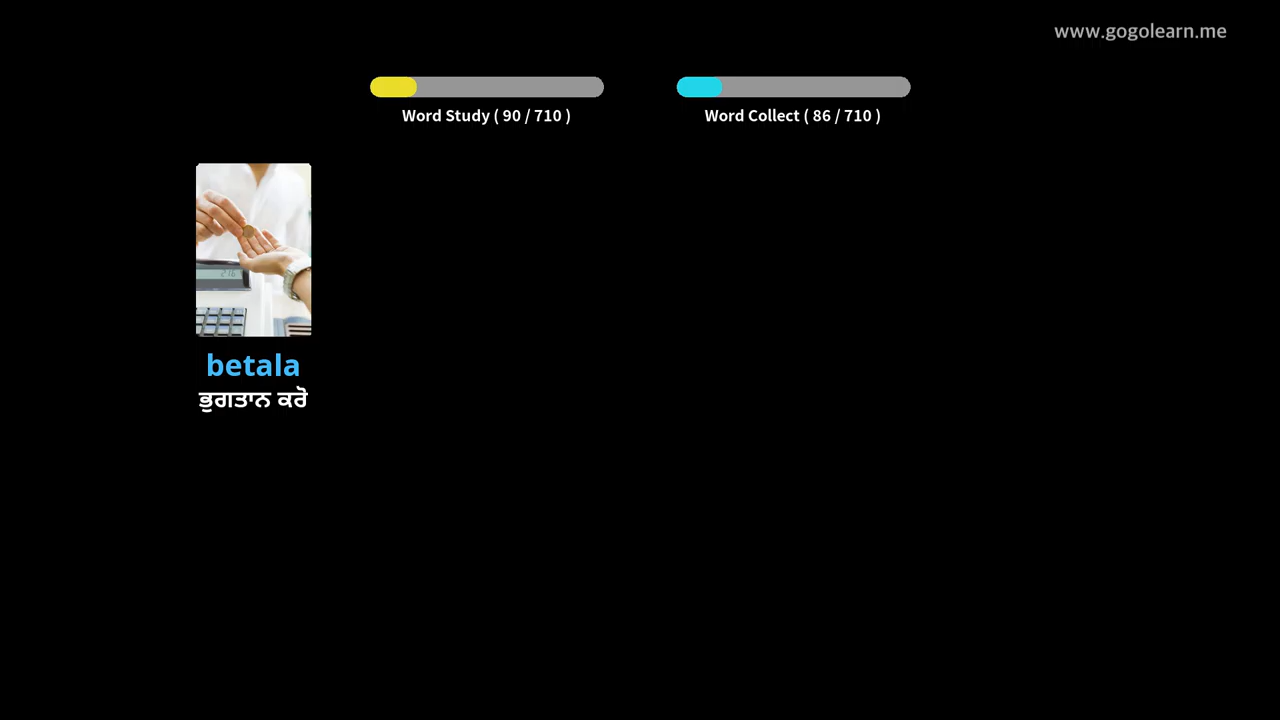 www.gogolearn.me
Word Study ( 90 / 710 )
Word Collect ( 86 / 710 )
betala
ਭੁਗਤਾਨ ਕਰੋ